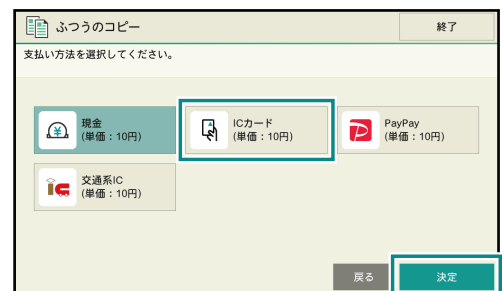 ふつうのコピー
終了
支払い方法を選択してください。
現金
(単価：10円)
ICカード
(単価：10円)
PayPay
(単価：10円)
交通系IC
(単価：10円)
戻る
決定